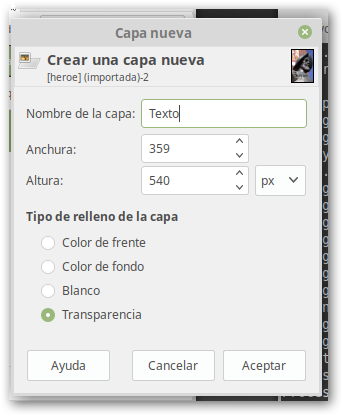 Capa nueva
Crear una capa nueva
[heroe] (importada)-2
Nombre de la capa: Texto
Anchura: 359
Altura: 540 px
Tipo de relleno de la capa
Color de frente
Color de fondo
Blanco
Transparencia
Ayuda Cancelar Aceptar